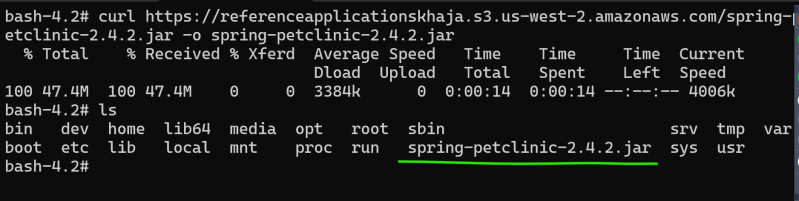 bash-4.2# curl https://referenceapplicationskhaja.s3.us-west-2.amazonaws.com/spring-p
etclinic-2.4.2.jar -o spring-petclinic-2.4.2.jar
% Total % Received % Xferd Average Speed Time Time Time Current
Dload Upload Total Spent Left Speed
100 47.4M 100 47.4M 0 0 3384k 0 0:00:14 0:00:14 --:--:-- 4006k
bash-4.2# ls
bin dev home lib64 media opt root sbin srv tmp var
boot etc lib local mnt proc run spring-petclinic-2.4.2.jar sys usr
bash-4.2#